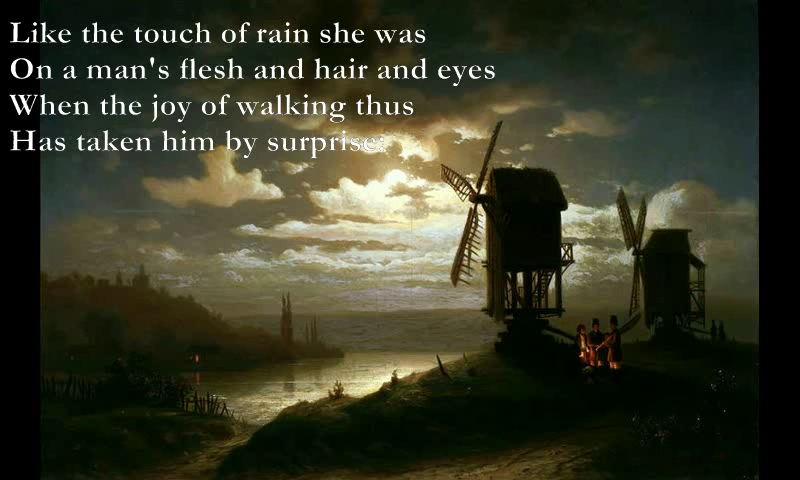 Like the touch of rain she was
On a man's flesh and hair and eyes
When the joy of walking thus
Has taken him by surprise: